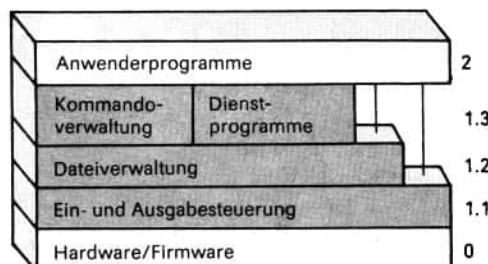 Anwenderprogramme 2
Kommando-
verwaltung
Dienst-
programme
1.3
Dateiverwaltung 1.2
Ein- und Ausgabesteuerung 1.1
Hardware/Firmware 0